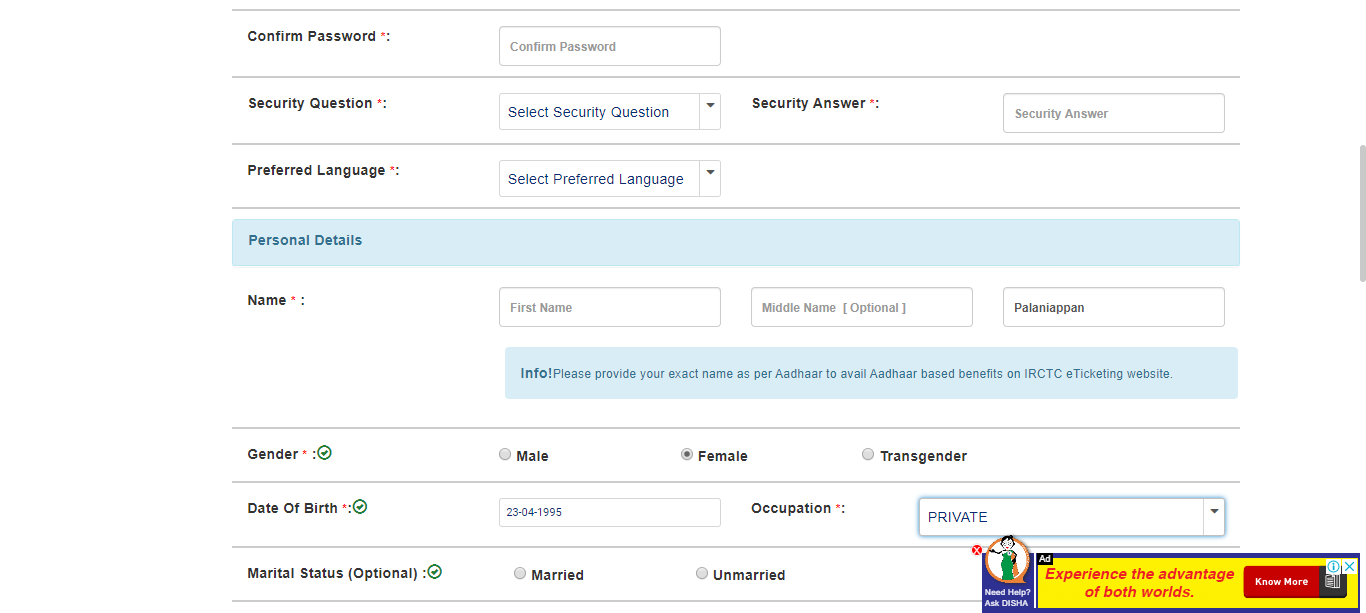 Confirm Password *:
Confirm Password
Security Question *:
Select Security Question
Security Answer *:
Security Answer
Preferred Language *:
Select Preferred Language
Personal Details
Name * :
First Name
Middle Name [ Optional ]
Palaniappan
Info!Please provide your exact name as per Aadhaar to avail Aadhaar based benefits on IRCTC eTicketing website.
Gender * :
Male
Female
Transgender
Date Of Birth *:
23-04-1995
Occupation *:
PRIVATE
Marital Status (Optional) :
Married
Unmarried
Need Help?
Ask DISHA
Ad
Experience the advantage
of both worlds.
Know More